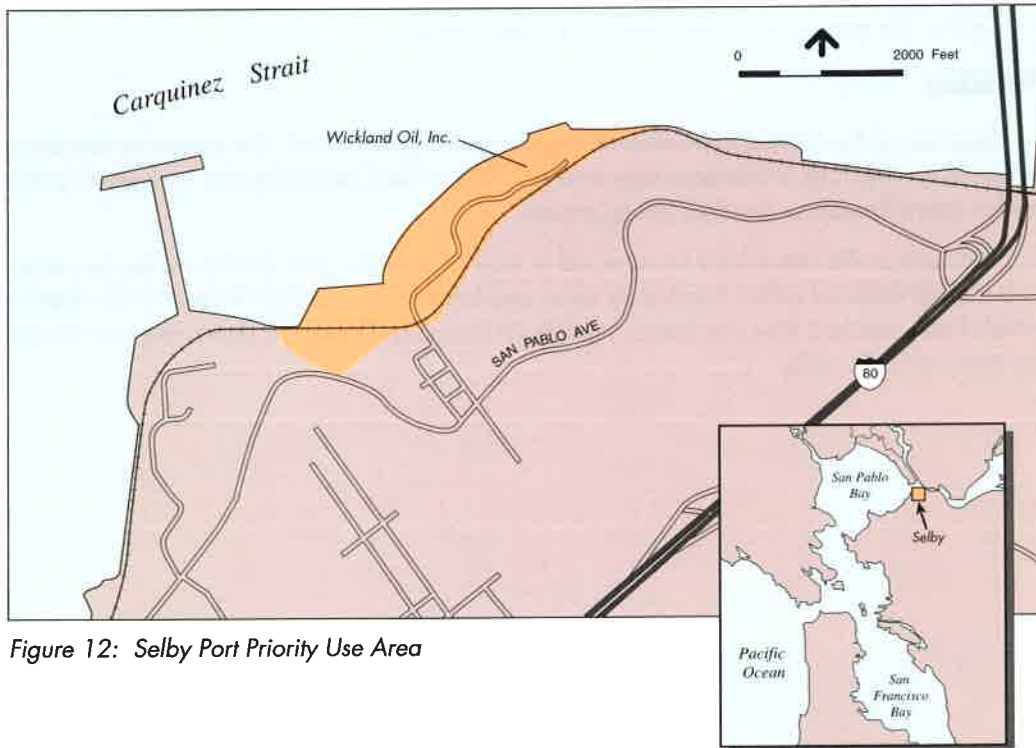 Carquinez Strait
0 2000 Feet
Wickland Oil, Inc.
SAN PABLO AVE
80
San Pablo
Bay
Selby
Pacific
Ocean
San
Francisco
Bay
Figure 12: Selby Port Priority Use Area